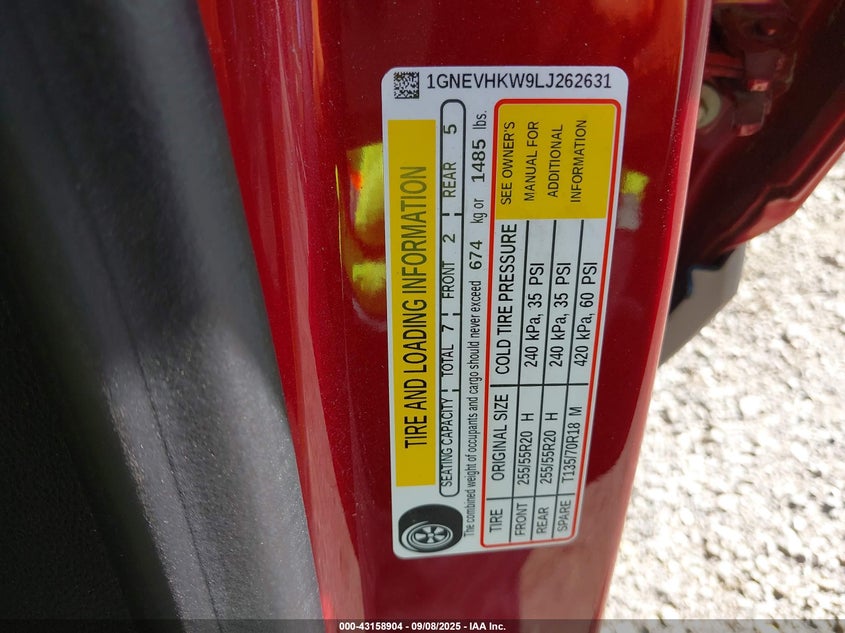 1GNEVHKW9LJ262631
TIRE AND LOADING INFORMATION
SEATING CAPACITY TOTAL 7 FRONT 2 REAR 5
The combined weight of occupants and cargo should never exceed 674 kg or 1485 lbs.
TIRE ORIGINAL SIZE COLD TIRE PRESSURE
FRONT 255/55R20 H 240 kPa, 35 PSI
REAR 255/55R20 H 240 kPa, 35 PSI
SPARE T135/70R18 M 420 kPa, 60 PSI
SEE OWNER'S
MANUAL FOR
ADDITIONAL
INFORMATION
000-43158904 - 09/08/2025 - IAA Inc.